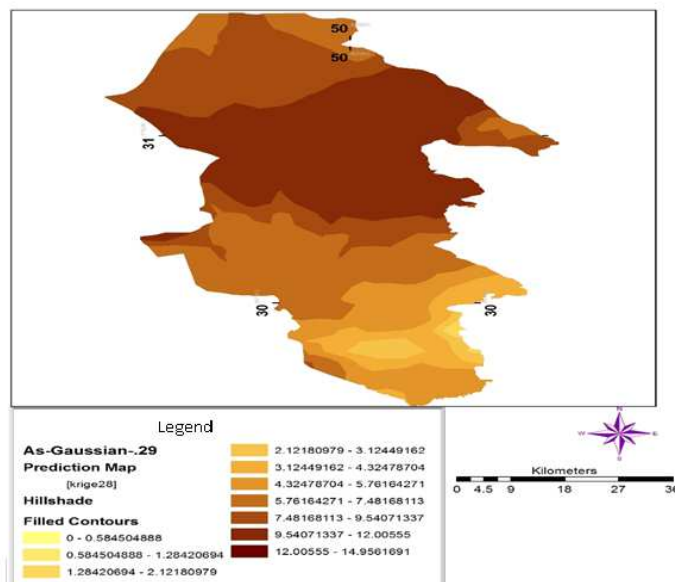 50
50
31
30
30
Legend
As-Gaussian-.29
Prediction Map
[krige28]
Hillshade
Filled Contours
0 - 0.584504888
0.584504888 - 1.28420694
1.28420694 - 2.12180979
2.12180979 - 3.12449162
3.12449162 - 4.32478704
4.32478704 - 5.76164271
5.76164271 - 7.48168113
7.48168113 - 9.54071337
9.54071337 - 12.00555
12.00555 - 14.9561691
N
W E
S
Kilometers
0 4.5 9 18 27 36